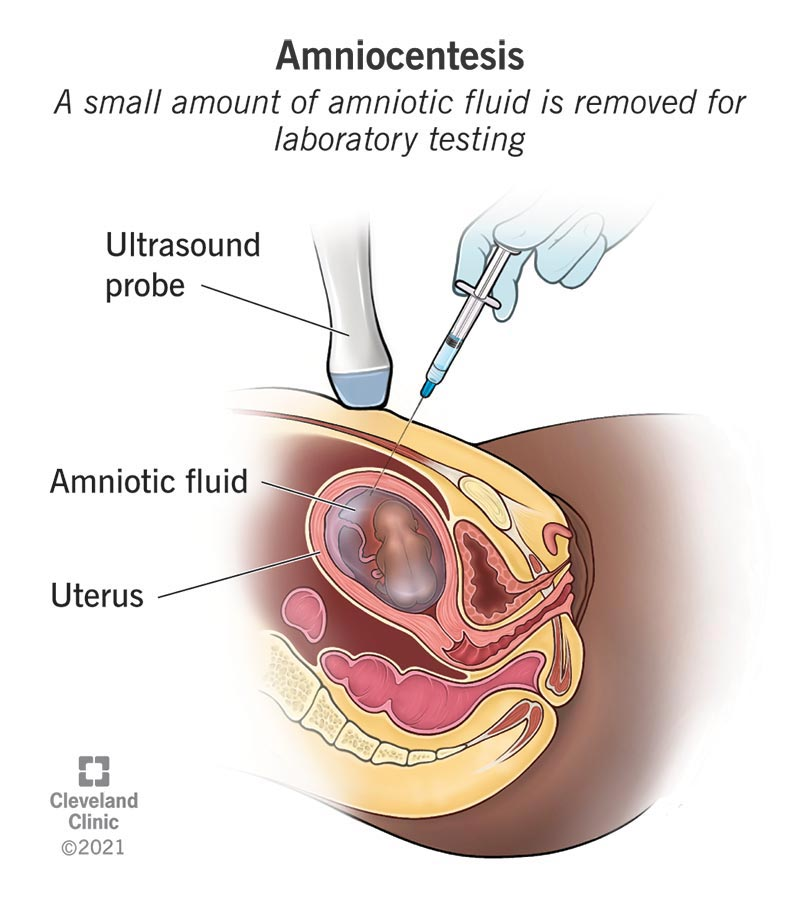 Amniocentesis
A small amount of amniotic fluid is removed for
laboratory testing
Ultrasound
probe
Amniotic fluid
Uterus
Cleveland
Clinic
©2021